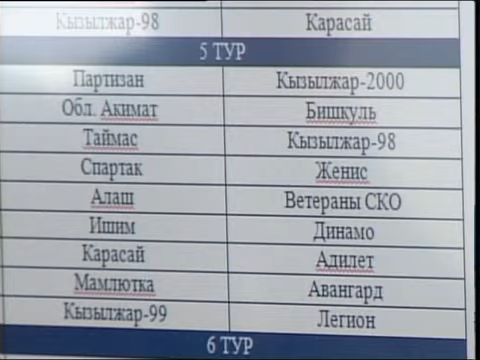 Кызылжар-98 Карасай
5 ТУР
Партизан Кызылжар-2000
Обл. Акимат Бишкуль
Таймас Кызылжар-98
Спартак Женис
Алаш Ветераны СКО
Ишим Динамо
Карасай Адилет
Мамлютка Авангард
Кызылжар-99 Легион
6 ТУР